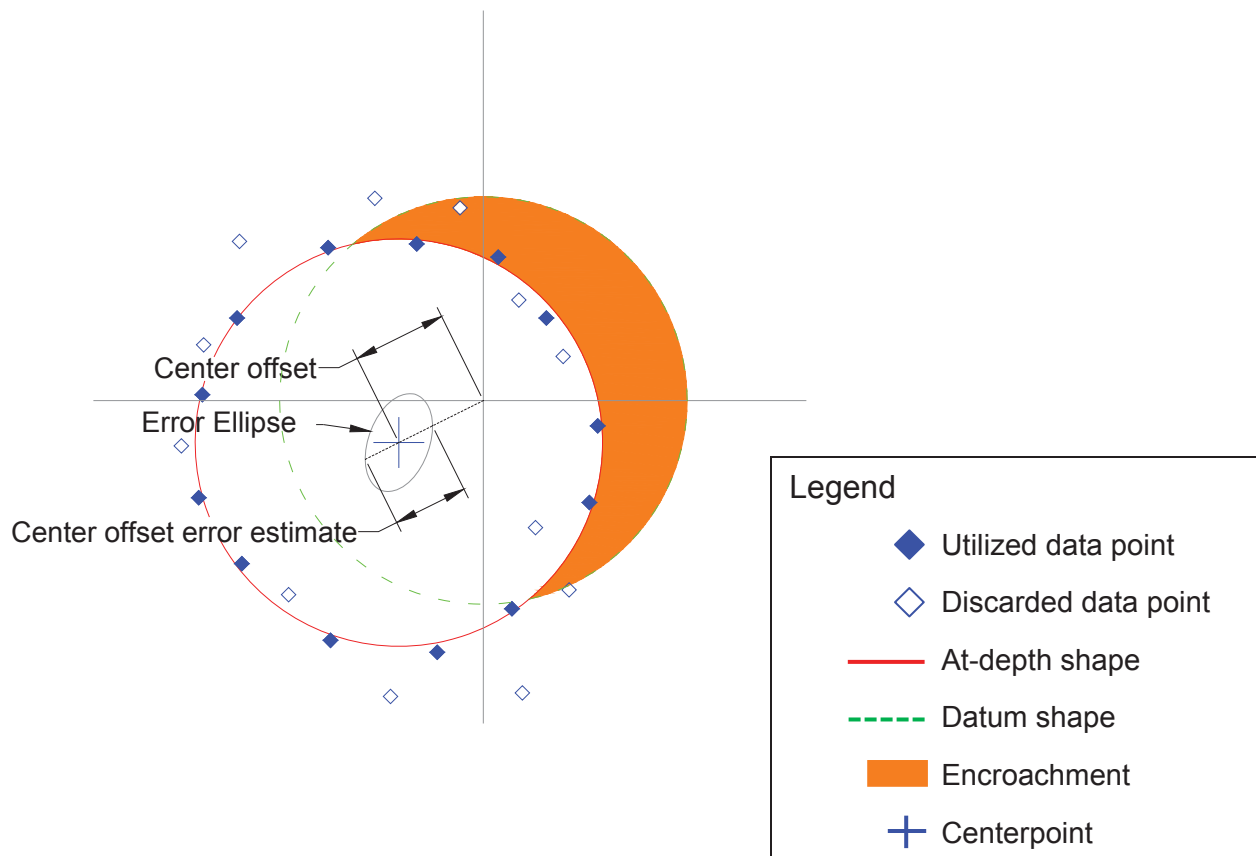 Center offset
Error Ellipse
Center offset error estimate
Legend
Utilized data point
Discarded data point
At-depth shape
Datum shape
Encroachment
Centerpoint